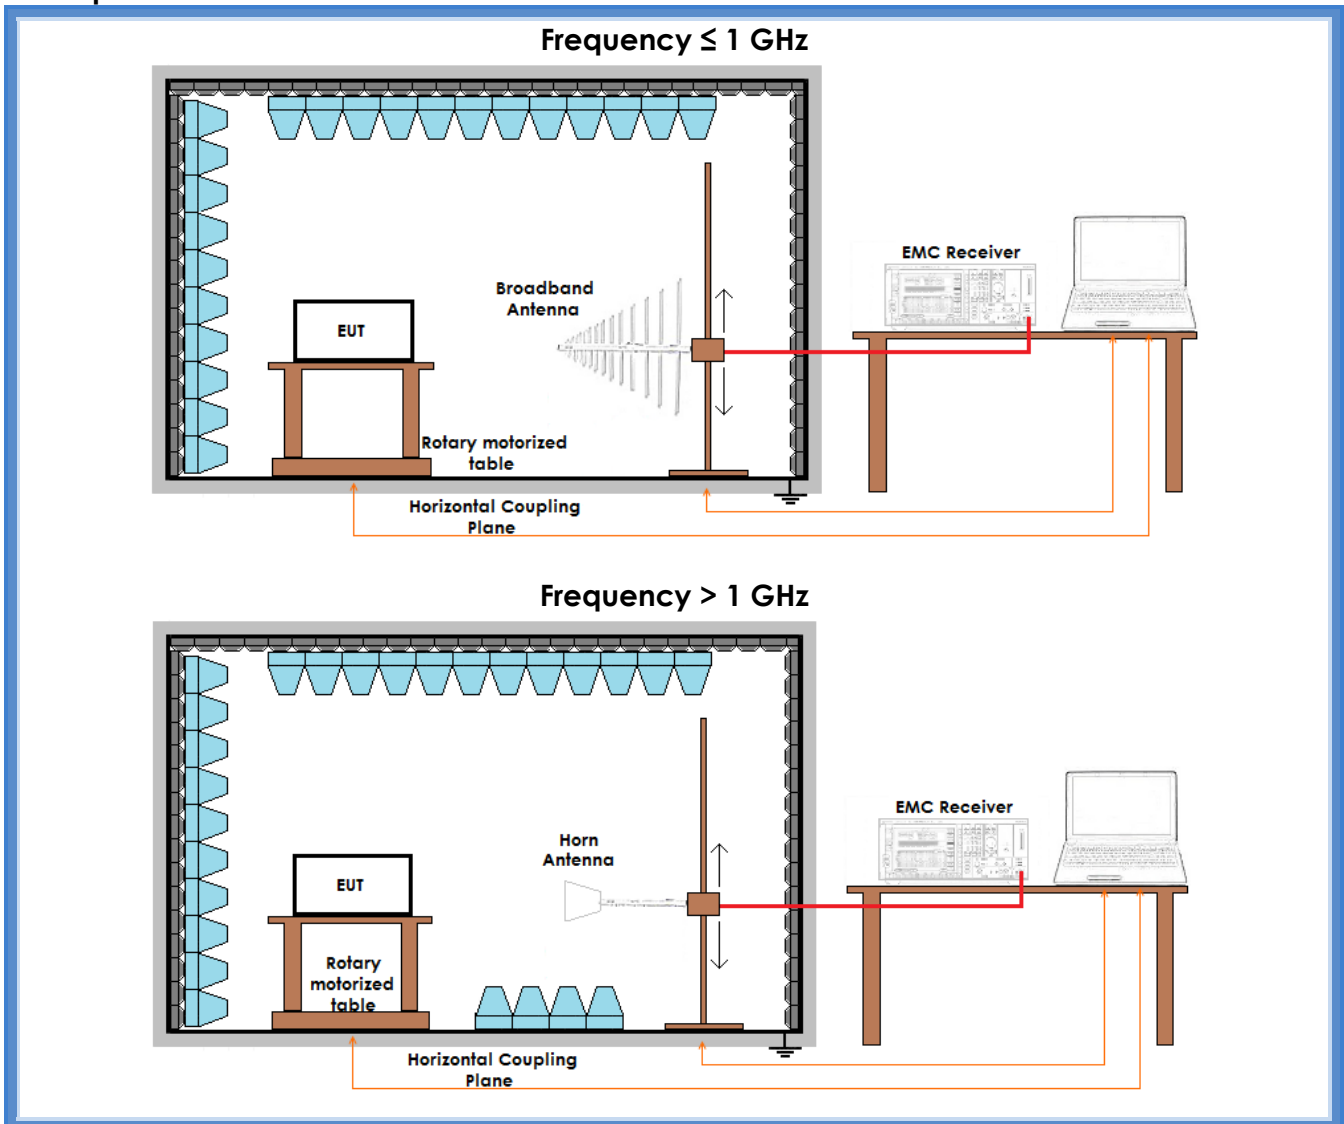 Frequency ≤ 1 GHz
EMC Receiver
Broadband
Antenna
EUT
Rotary motorized
table
Horizontal Coupling
Plane
Frequency > 1 GHz
EMC Receiver
Horn
Antenna
EUT
Rotary
motorized
table
Horizontal Coupling
Plane